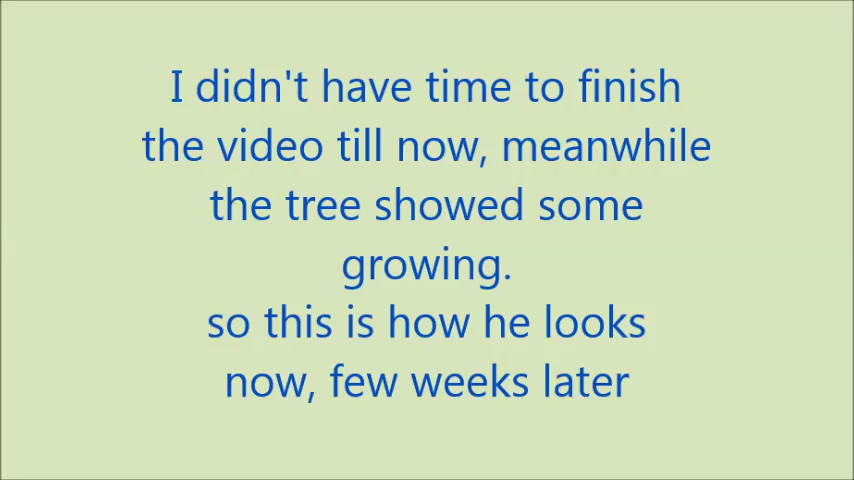 I didn't have time to finish
the video till now, meanwhile
the tree showed some
growing.
so this is how he looks
now, few weeks later